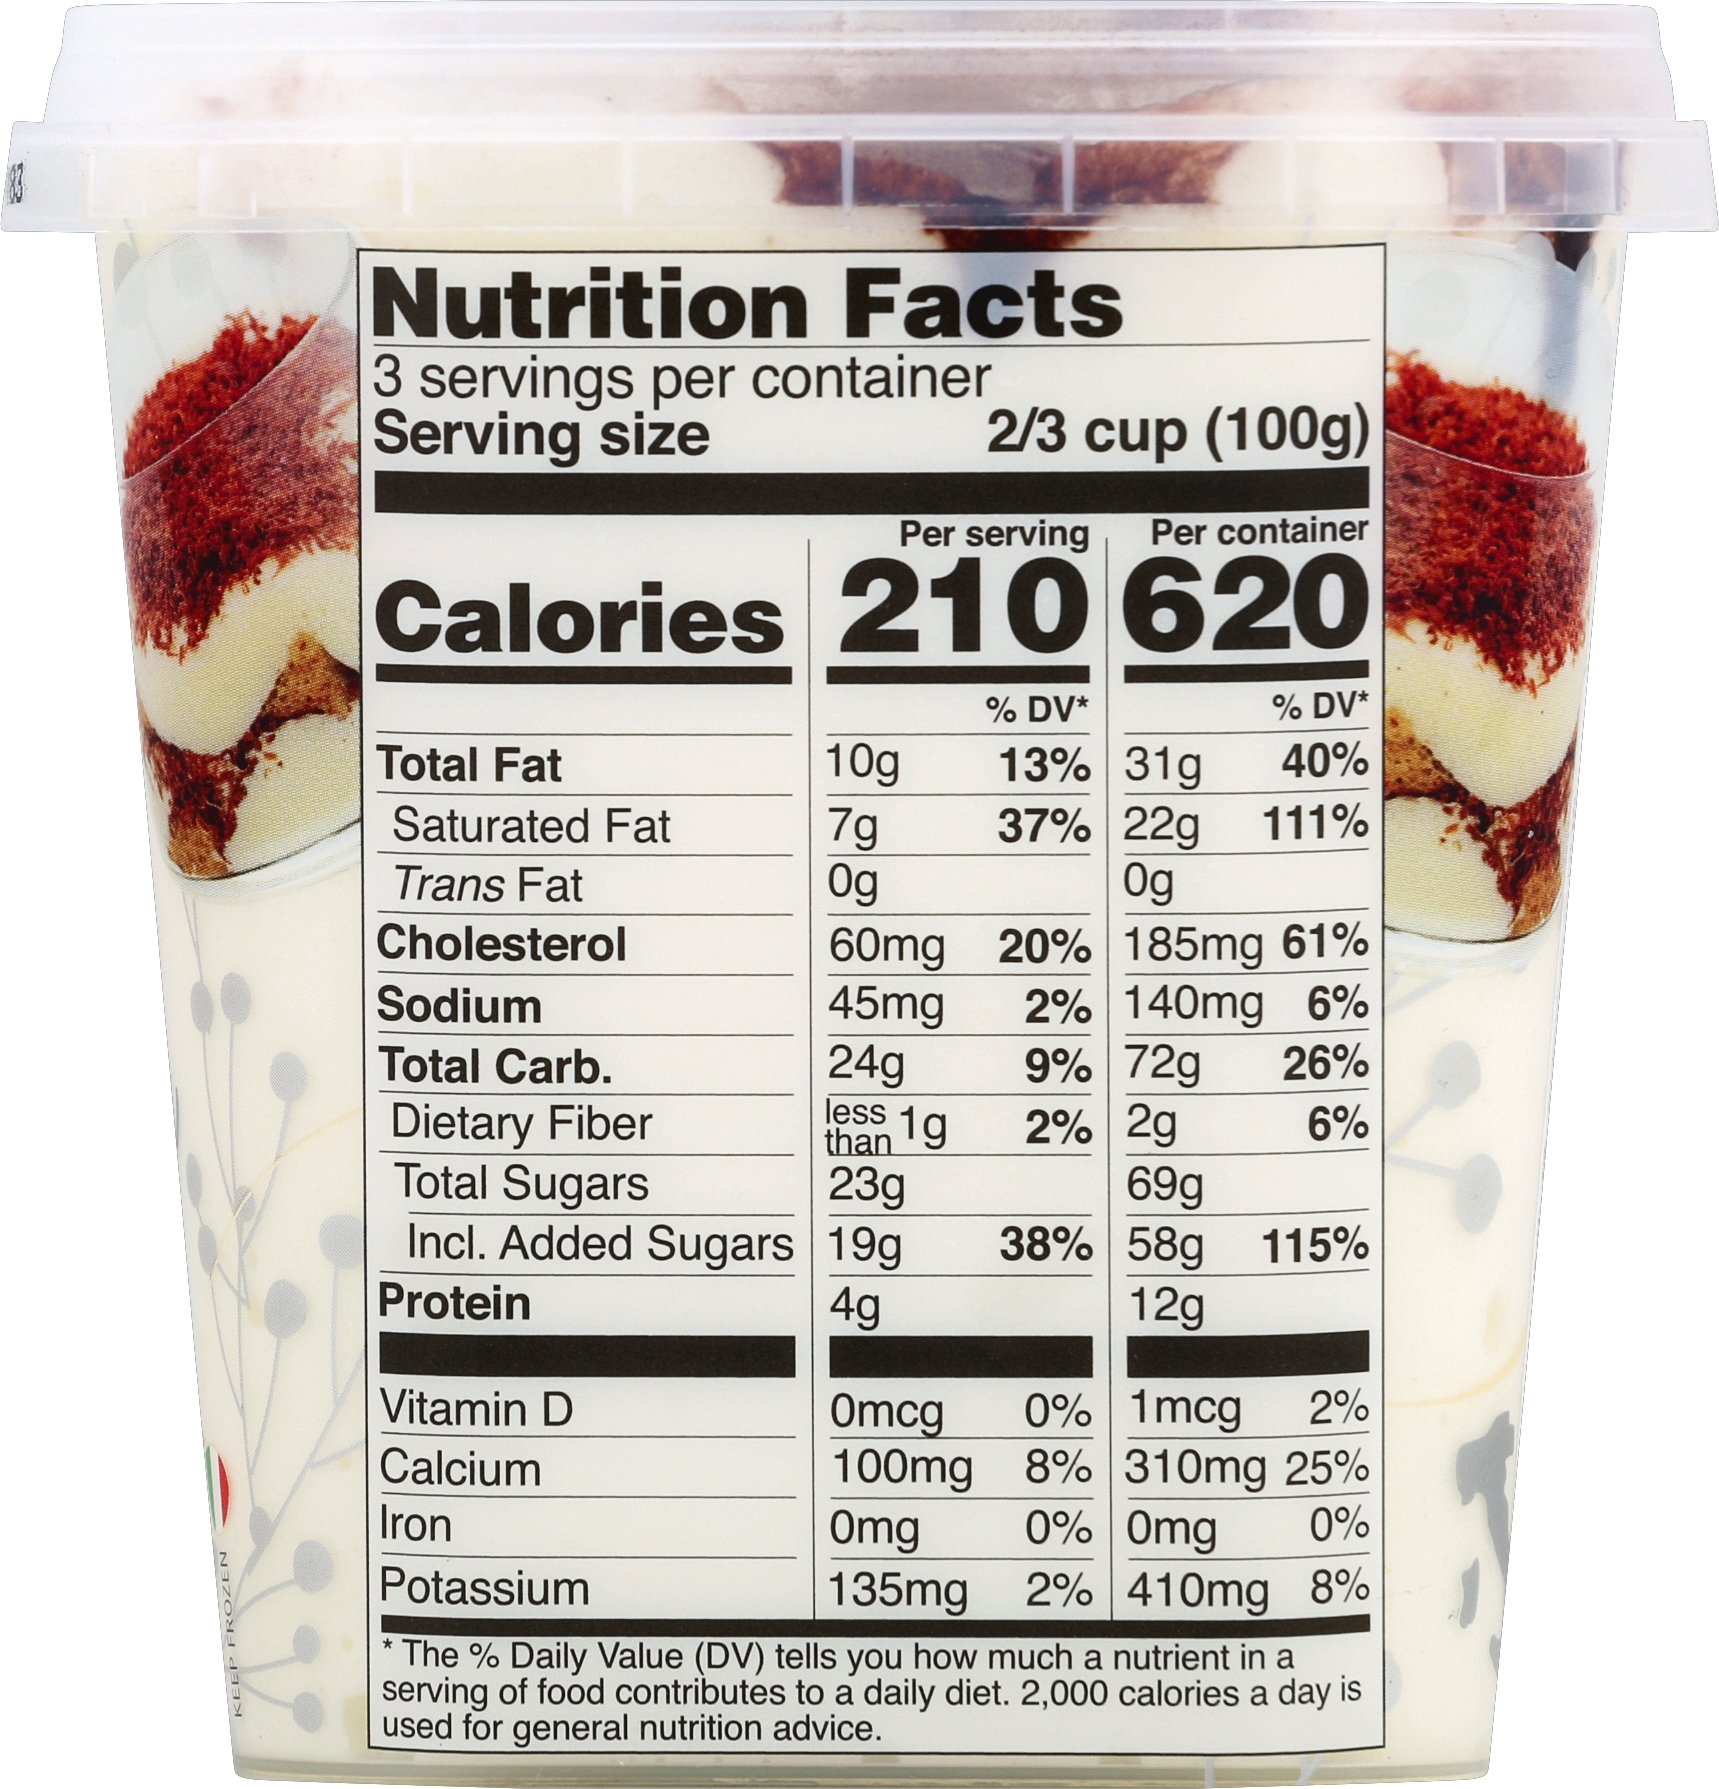 83
Nutrition Facts
3 servings per container
Serving size 2/3 cup (100g)
Per serving Per container
Calories 210 620
% DV* % DV*
Total Fat 10g 13% 31g 40%
Saturated Fat 7g 37% 22g 111%
Trans Fat 0g 0g
Cholesterol 60mg 20% 185mg 61%
Sodium 45mg 2% 140mg 6%
Total Carb. 24g 9% 72g 26%
Dietary Fiber less than 1g 2% 2g 6%
Total Sugars 23g 69g
Incl. Added Sugars 19g 38% 58g 115%
Protein 4g 12g
Vitamin D 0mcg 0% 1mcg 2%
Calcium 100mg 8% 310mg 25%
Iron 0mg 0% 0mg 0%
Potassium 135mg 2% 410mg 8%
* The % Daily Value (DV) tells you how much a nutrient in a
serving of food contributes to a daily diet. 2,000 calories a day is
used for general nutrition advice.
KEEP FROZEN